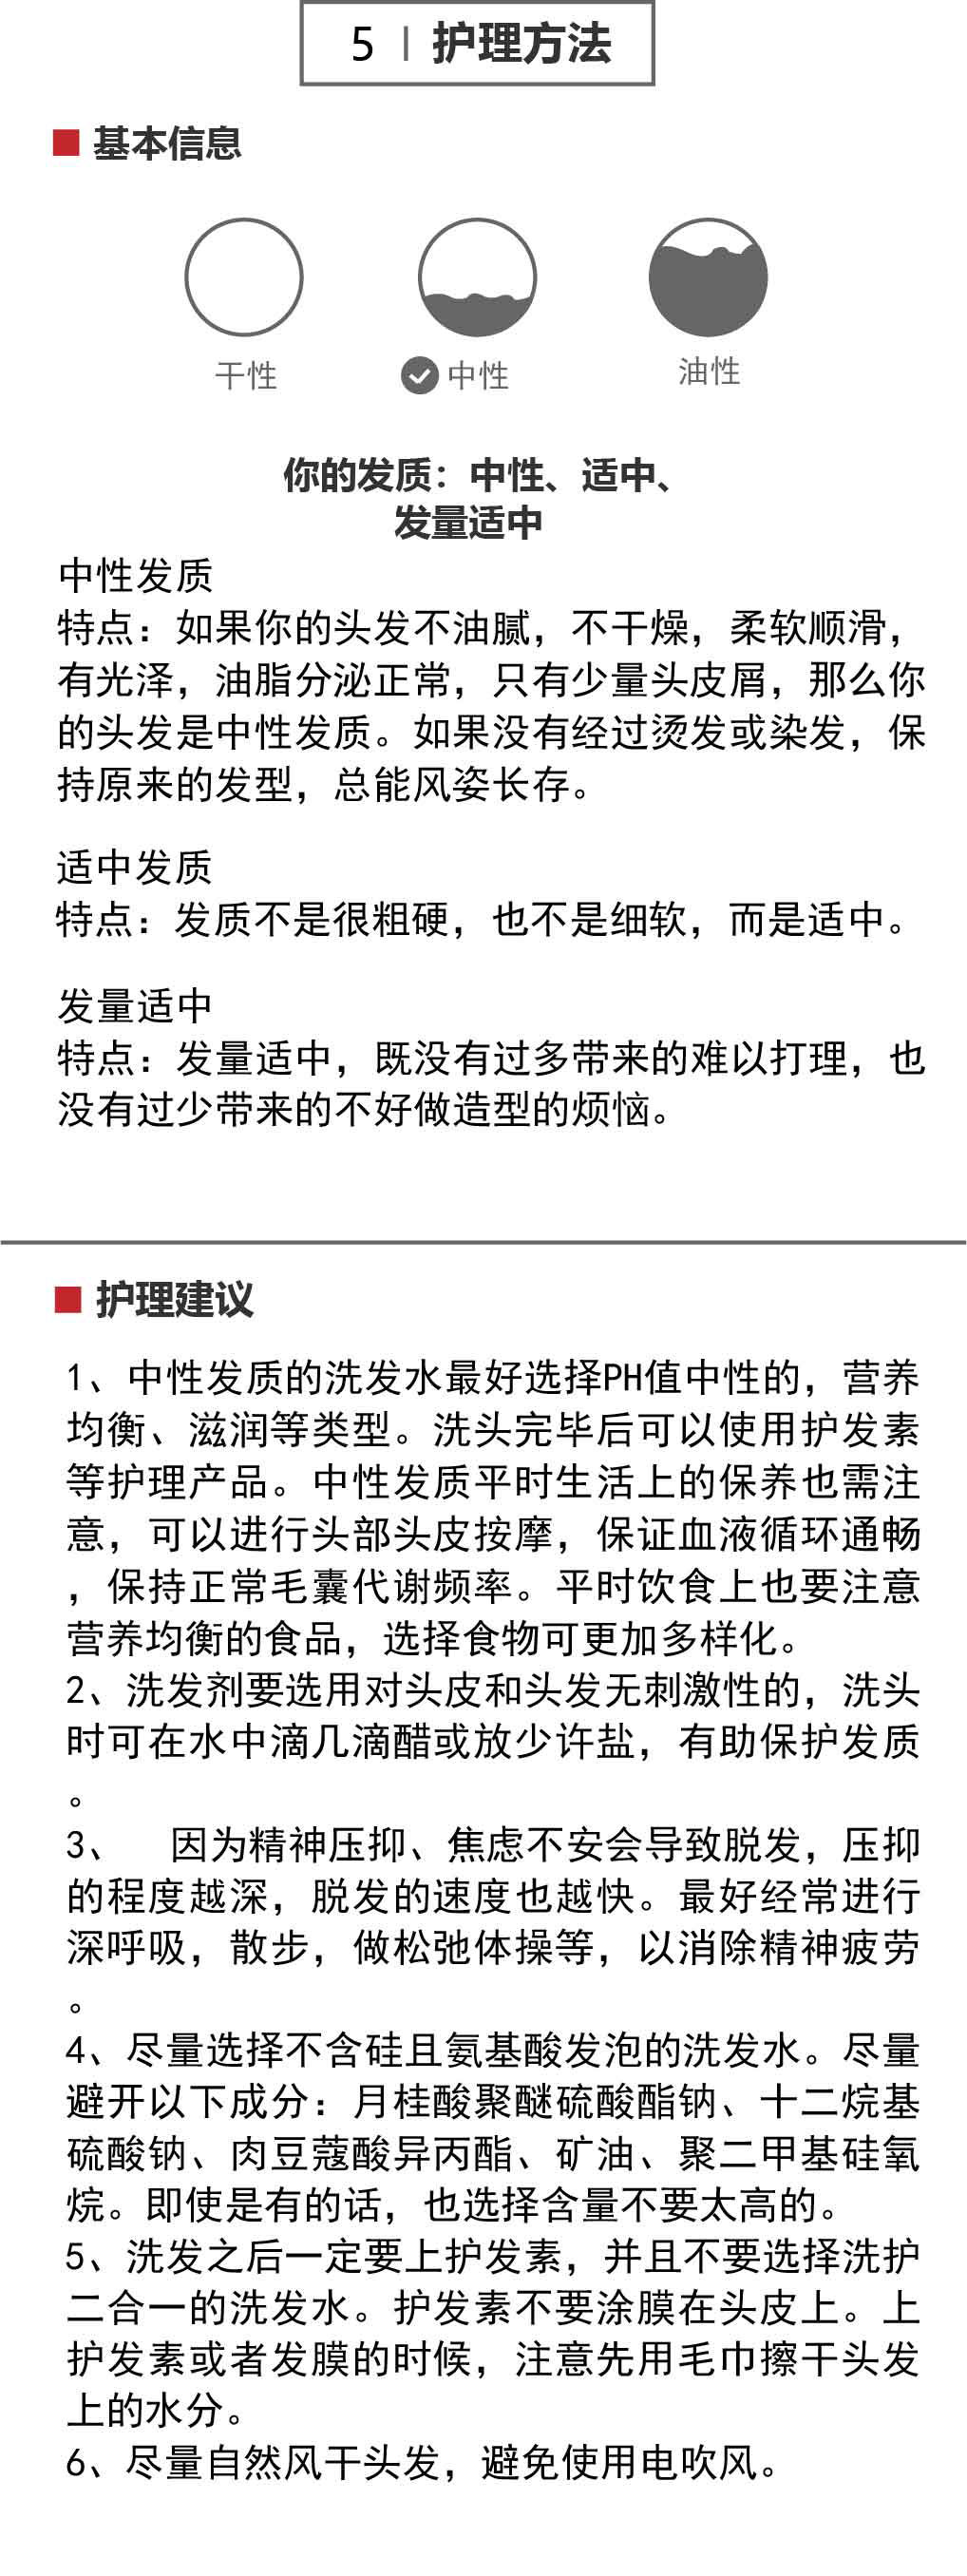 5 | 护理方法
基本信息
干性 中性 油性
你的发质：中性、适中、
发量适中
中性发质
特点：如果你的头发不油腻，不干燥，柔软顺滑，
有光泽，油脂分泌正常，只有少量头皮屑，那么你
的头发是中性发质。如果没有经过烫发或染发，保
持原来的发型，总能风姿长存。
适中发质
特点：发质不是很粗硬，也不是细软，而是适中。
发量适中
特点：发量适中，既没有过多带来的难以打理，也
没有过少带来的不好做造型的烦恼。
护理建议
1、中性发质的洗发水最好选择PH值中性的，营养
均衡、滋润等类型。洗头完毕后可以使用护发素
等护理产品。中性发质平时生活上的保养也需注
意，可以进行头部头皮按摩，保证血液循环通畅
，保持正常毛囊代谢频率。平时饮食上也要注意
营养均衡的食品，选择食物可更加多样化。
2、洗发剂要选用对头皮和头发无刺激性的，洗头
时可在水中滴几滴醋或放少许盐，有助保护发质
。
3、  因为精神压抑、焦虑不安会导致脱发，压抑
的程度越深，脱发的速度也越快。最好经常进行
深呼吸，散步，做松弛体操等，以消除精神疲劳
。
4、尽量选择不含硅且氨基酸发泡的洗发水。尽量
避开以下成分：月桂酸聚醚硫酸酯钠、十二烷基
硫酸钠、肉豆蔻酸异丙酯、矿油、聚二甲基硅氧
烷。即使是有的话，也选择含量不要太高的。
5、洗发之后一定要上护发素，并且不要选择洗护
二合一的洗发水。护发素不要涂膜在头皮上。上
护发素或者发膜的时候，注意先用毛巾擦干头发
上的水分。
6、尽量自然风干头发，避免使用电吹风。